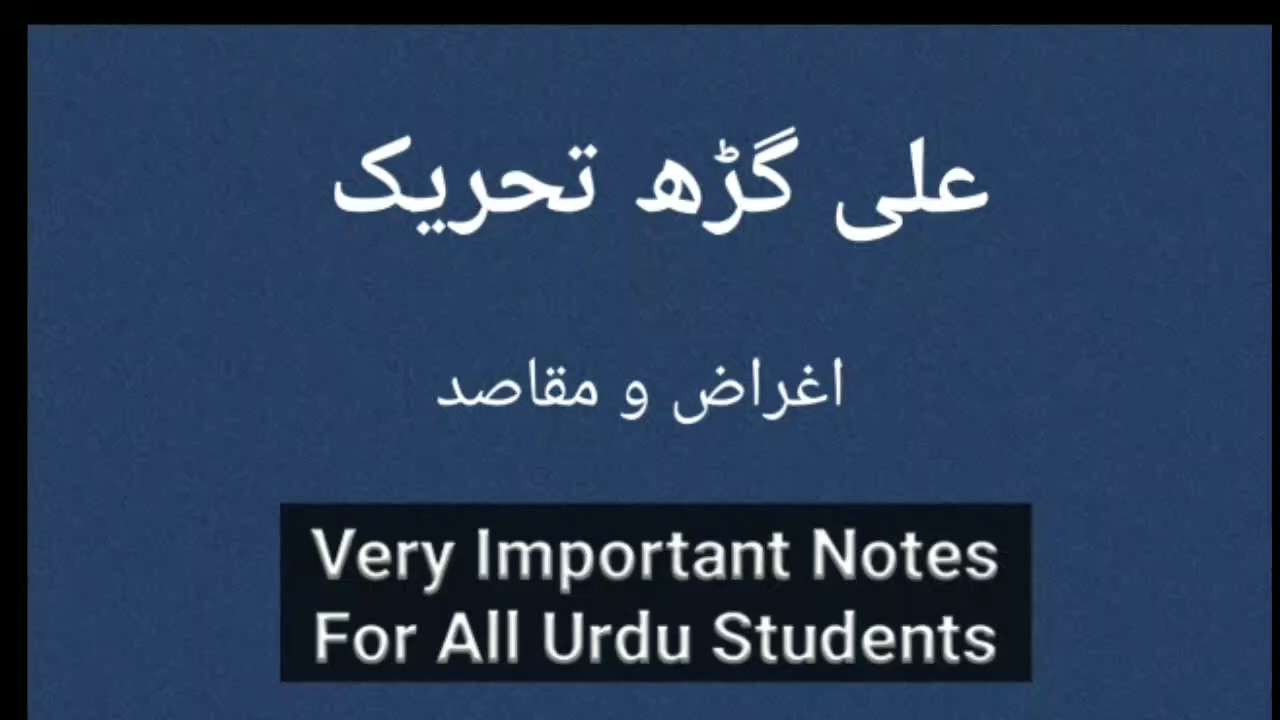 علی گڑھ تحریک
اغراض و مقاصد
Very Important Notes
For All Urdu Students